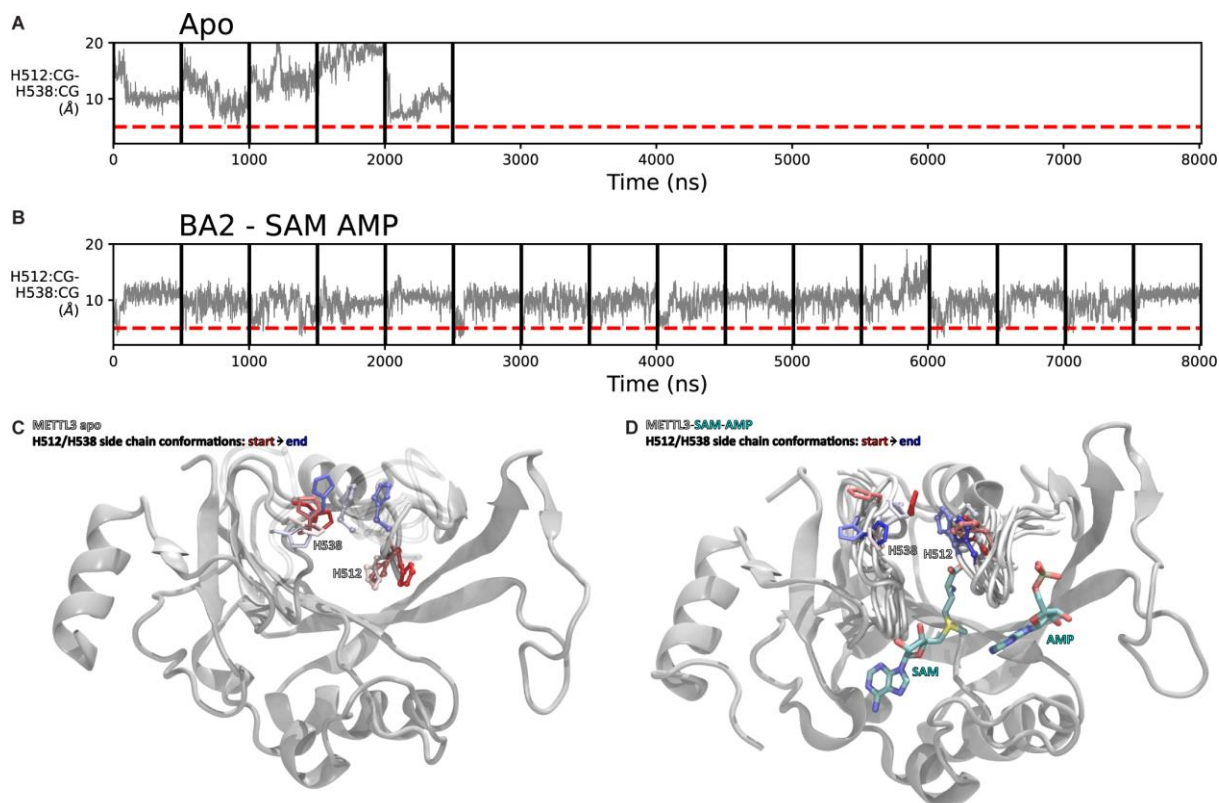 A
Apo
20
H512:CG-
H538:CG
(Å)
10
0 1000 2000 3000 4000 5000 6000 7000 8000
Time (ns)
B
BA2 - SAM AMP
20
H512:CG-
H538:CG
(Å)
10
0 1000 2000 3000 4000 5000 6000 7000 8000
Time (ns)
C
METTL3 apo
H512/H538 side chain conformations: start→end
H538
H512
D
METTL3-SAM-AMP
H512/H538 side chain conformations: start→end
H538
H512
AMP
SAM